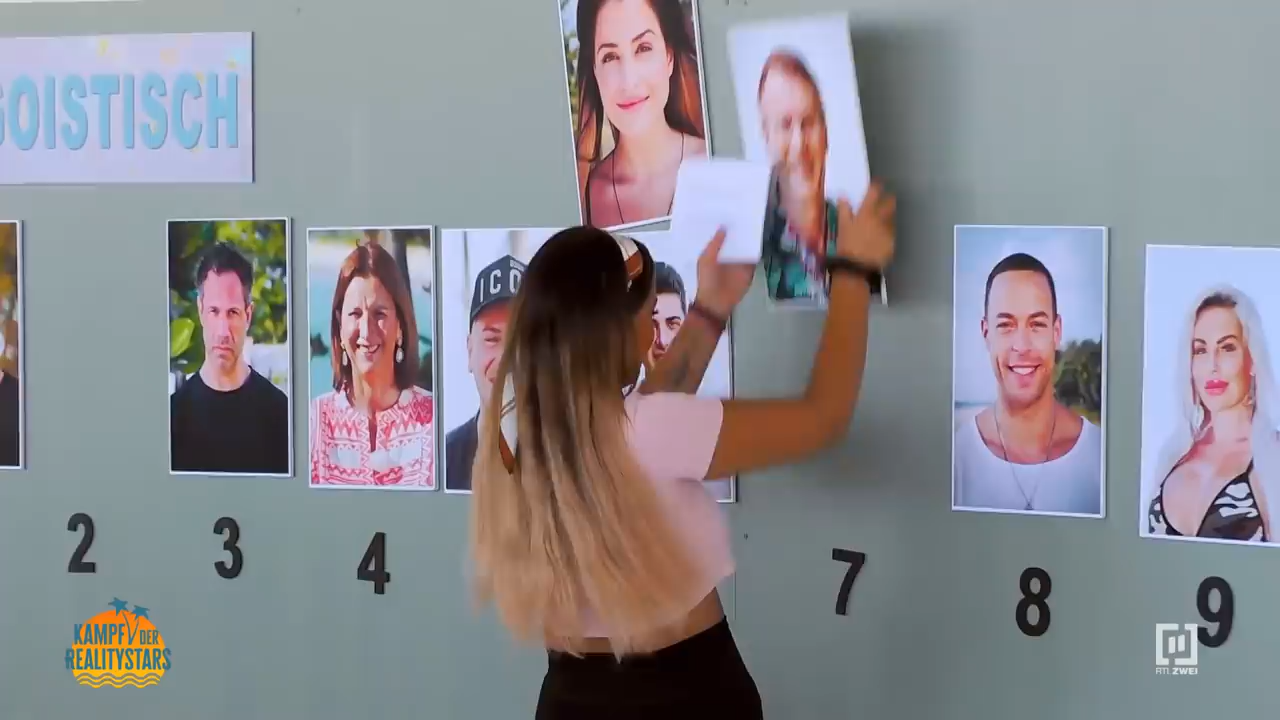 GOISTISCH
ICO
2
3
4
7
8
9
KAMPF DER
REALITYSTARS
RTL ZWEI